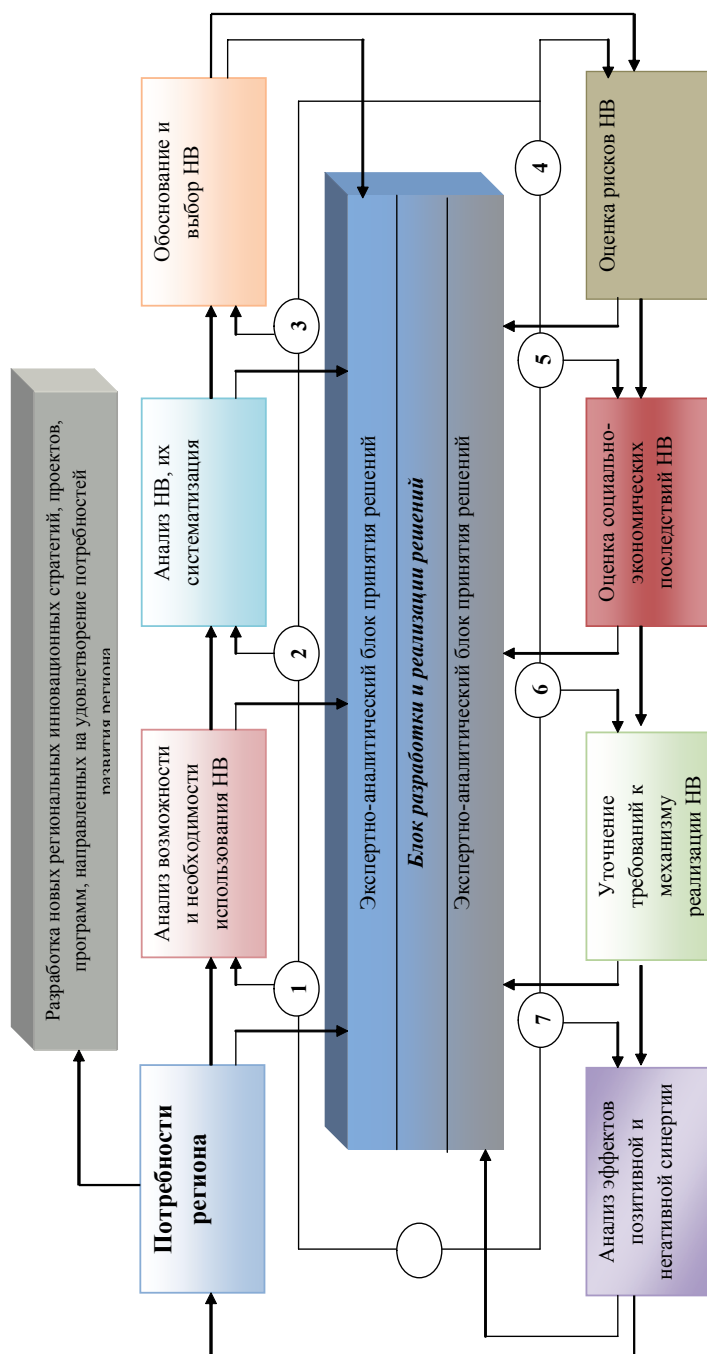 Разработка новых региональных инновационных стратегий, проектов,
программ, направленных на удовлетворение потребностей
развития региона
Потребности
региона
Анализ возможности
и необходимости
использования НВ
Анализ НВ, их
систематизация
Обоснование и
выбор НВ
1
2
3
Экспертно-аналитический блок принятия решений
Блок разработки и реализации решений
Экспертно-аналитический блок принятия решений
7
6
5
4
Анализ эффектов
позитивной и
негативной синергии
Уточнение
требований к
механизму
реализации НВ
Оценка социально-
экономических
последствий НВ
Оценка рисков НВ